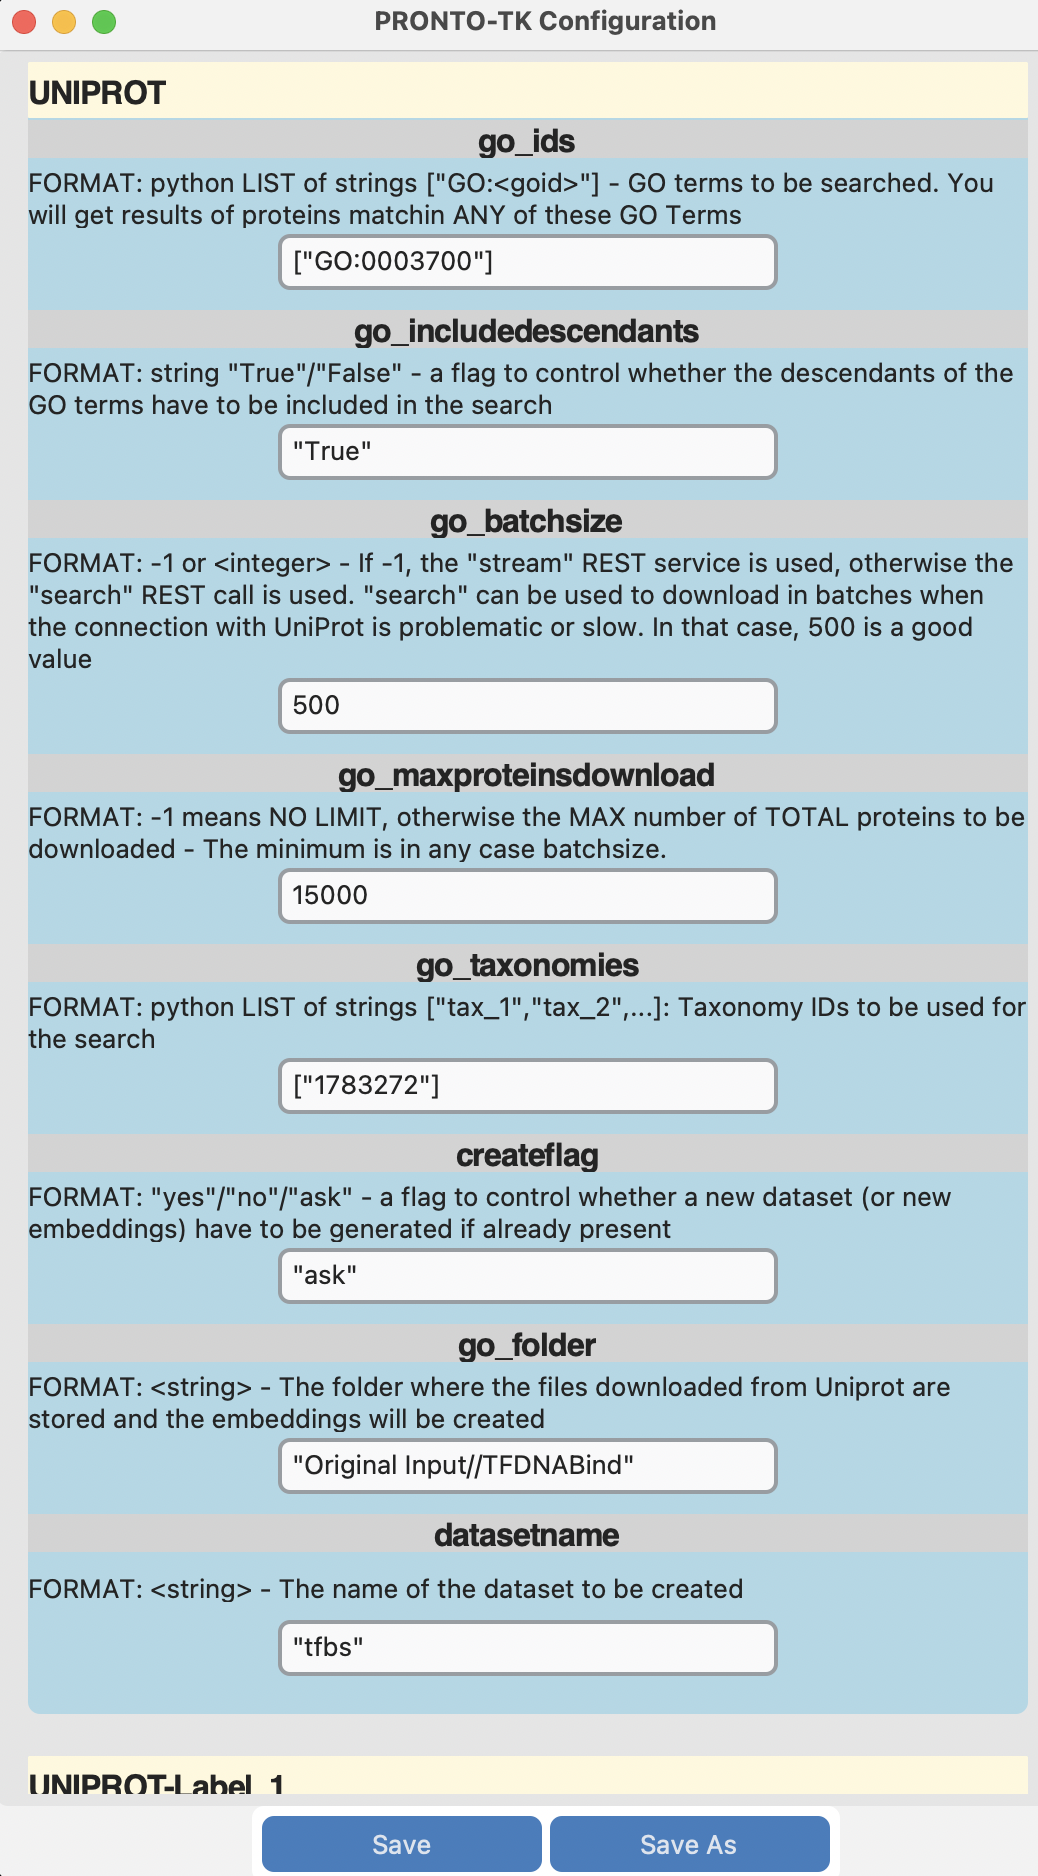 PRONTO-TK Configuration
UNIPROT
go_ids
FORMAT: python LIST of strings ["GO:<goid>"] - GO terms to be searched. You
will get results of proteins matchin ANY of these GO Terms
["GO:0003700"]
go_includedescendants
FORMAT: string "True"/"False" - a flag to control whether the descendants of the
GO terms have to be included in the search
"True"
go_batchsize
FORMAT: -1 or <integer> - If -1, the "stream" REST service is used, otherwise the
"search" REST call is used. "search" can be used to download in batches when
the connection with UniProt is problematic or slow. In that case, 500 is a good
value
500
go_maxproteinsdownload
FORMAT: -1 means NO LIMIT, otherwise the MAX number of TOTAL proteins to be
downloaded - The minimum is in any case batchsize.
15000
go_taxonomies
FORMAT: python LIST of strings ["tax_1","tax_2",...]: Taxonomy IDs to be used for
the search
["1783272"]
createflag
FORMAT: "yes"/"no"/"ask" - a flag to control whether a new dataset (or new
embeddings) have to be generated if already present
"ask"
go_folder
FORMAT: <string> - The folder where the files downloaded from Uniprot are
stored and the embeddings will be created
"Original Input//TFDNABind"
datasetname
FORMAT: <string> - The name of the dataset to be created
"tfbs"
UNIPROT-Label_1
Save
Save As